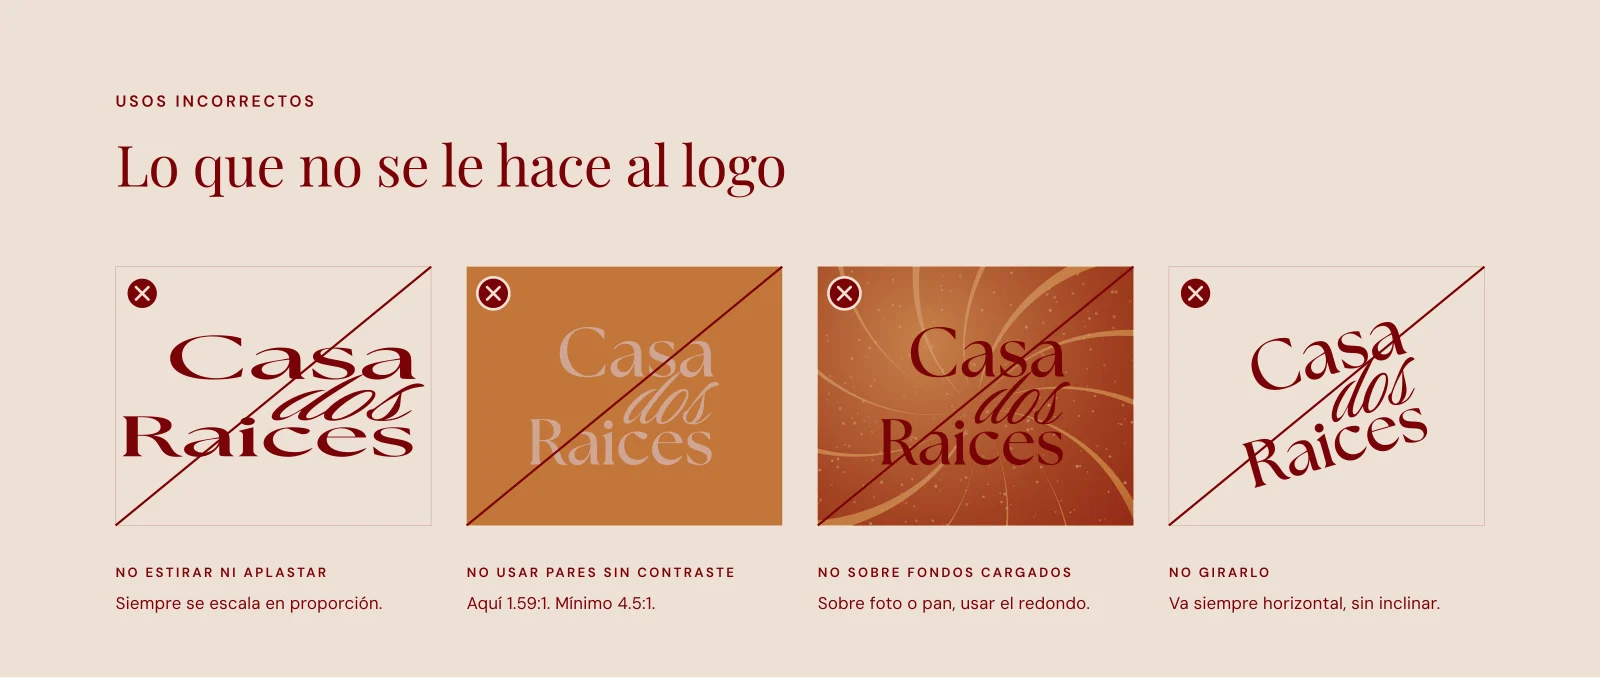 USOS INCORRECTOS
Lo que no se le hace al logo
Casa
dos
Raices
Casa
dos
Raices
Casa
dos
Raices
Casa
dos
Raices
NO ESTIRAR NI APLASTAR
Siempre se escala en proporción.
NO USAR PARES SIN CONTRASTE
Aquí 1.59:1. Mínimo 4.5:1.
NO SOBRE FONDOS CARGADOS
Sobre foto o pan, usar el redondo.
NO GIRARLO
Va siempre horizontal, sin inclinar.